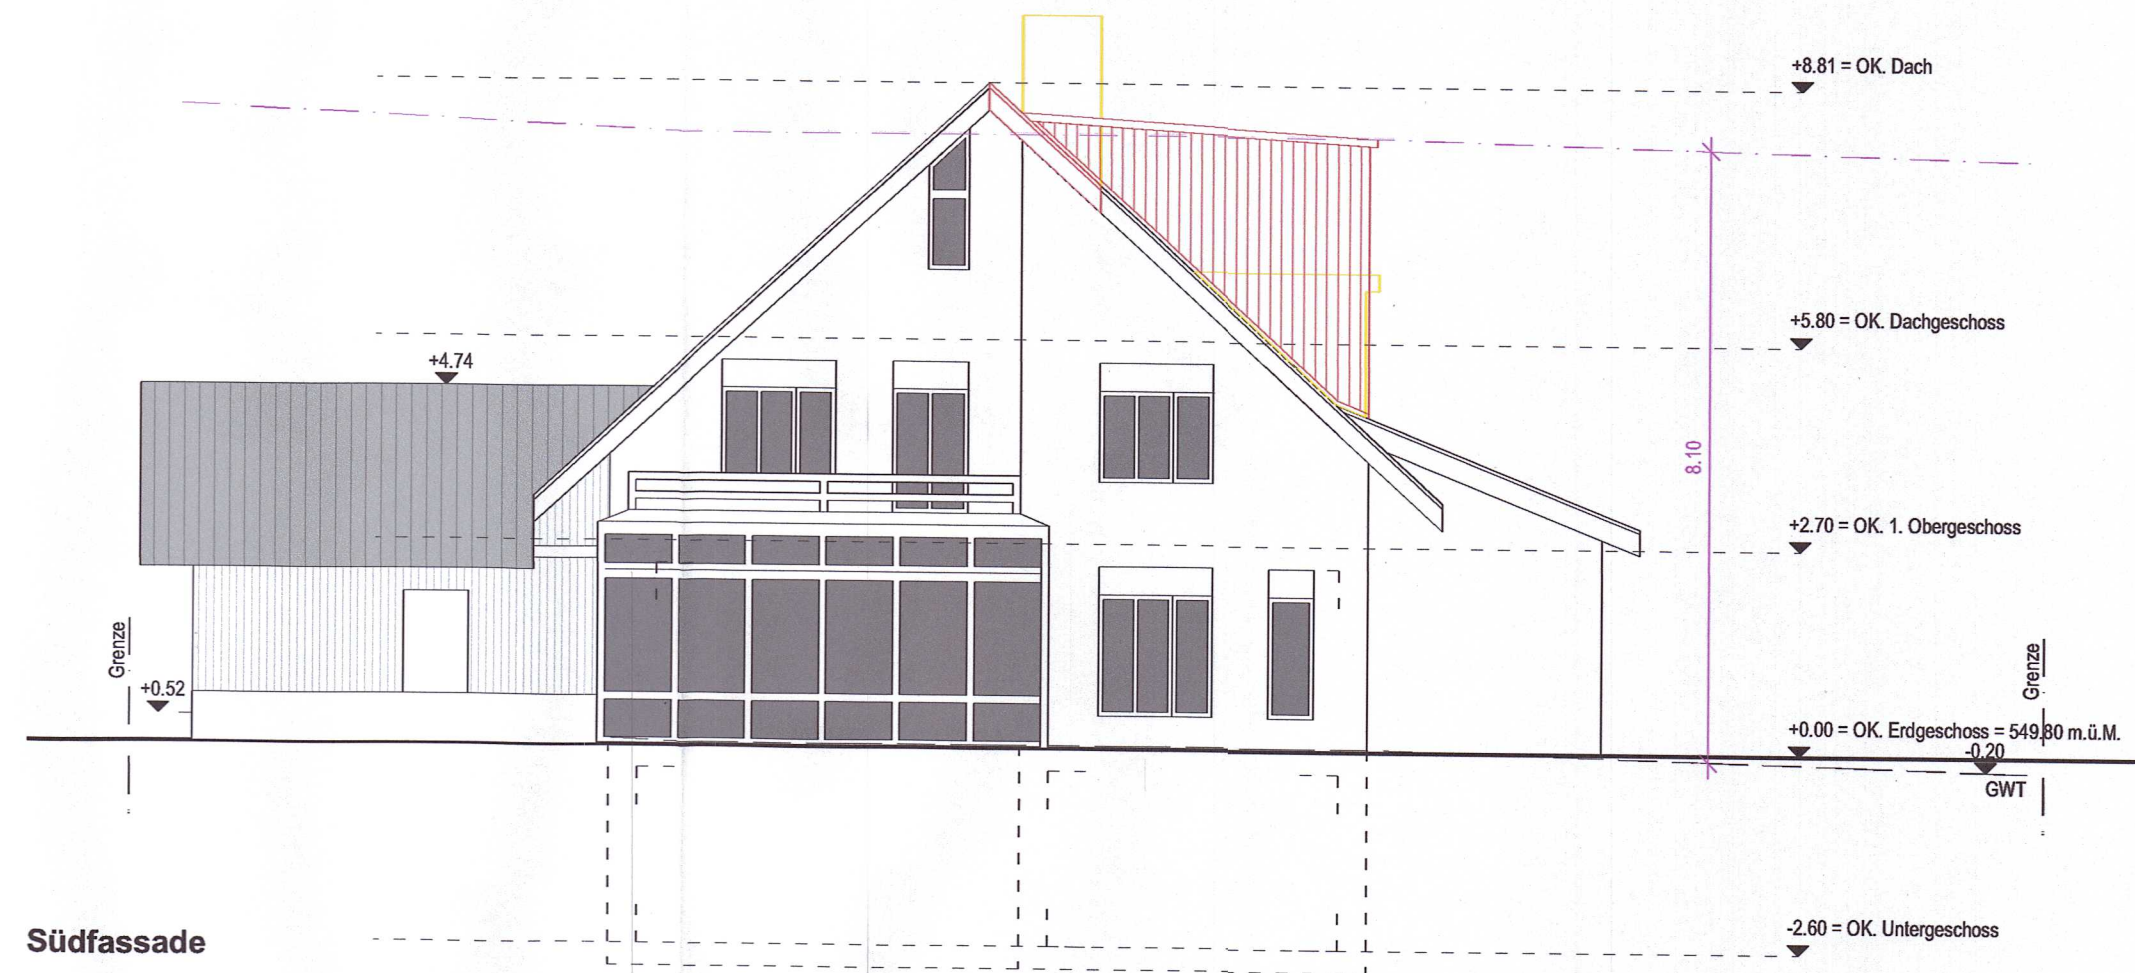 +8.81 = OK. Dach
+5.80 = OK. Dachgeschoss
+4.74
8.10
+2.70 = OK. 1. Obergeschoss
Grenze
Grenze
+0.52
+0.00 = OK. Erdgeschoss = 549.80 m.ü.M.
-0.20
GWT
-2.60 = OK. Untergeschoss
Südfassade